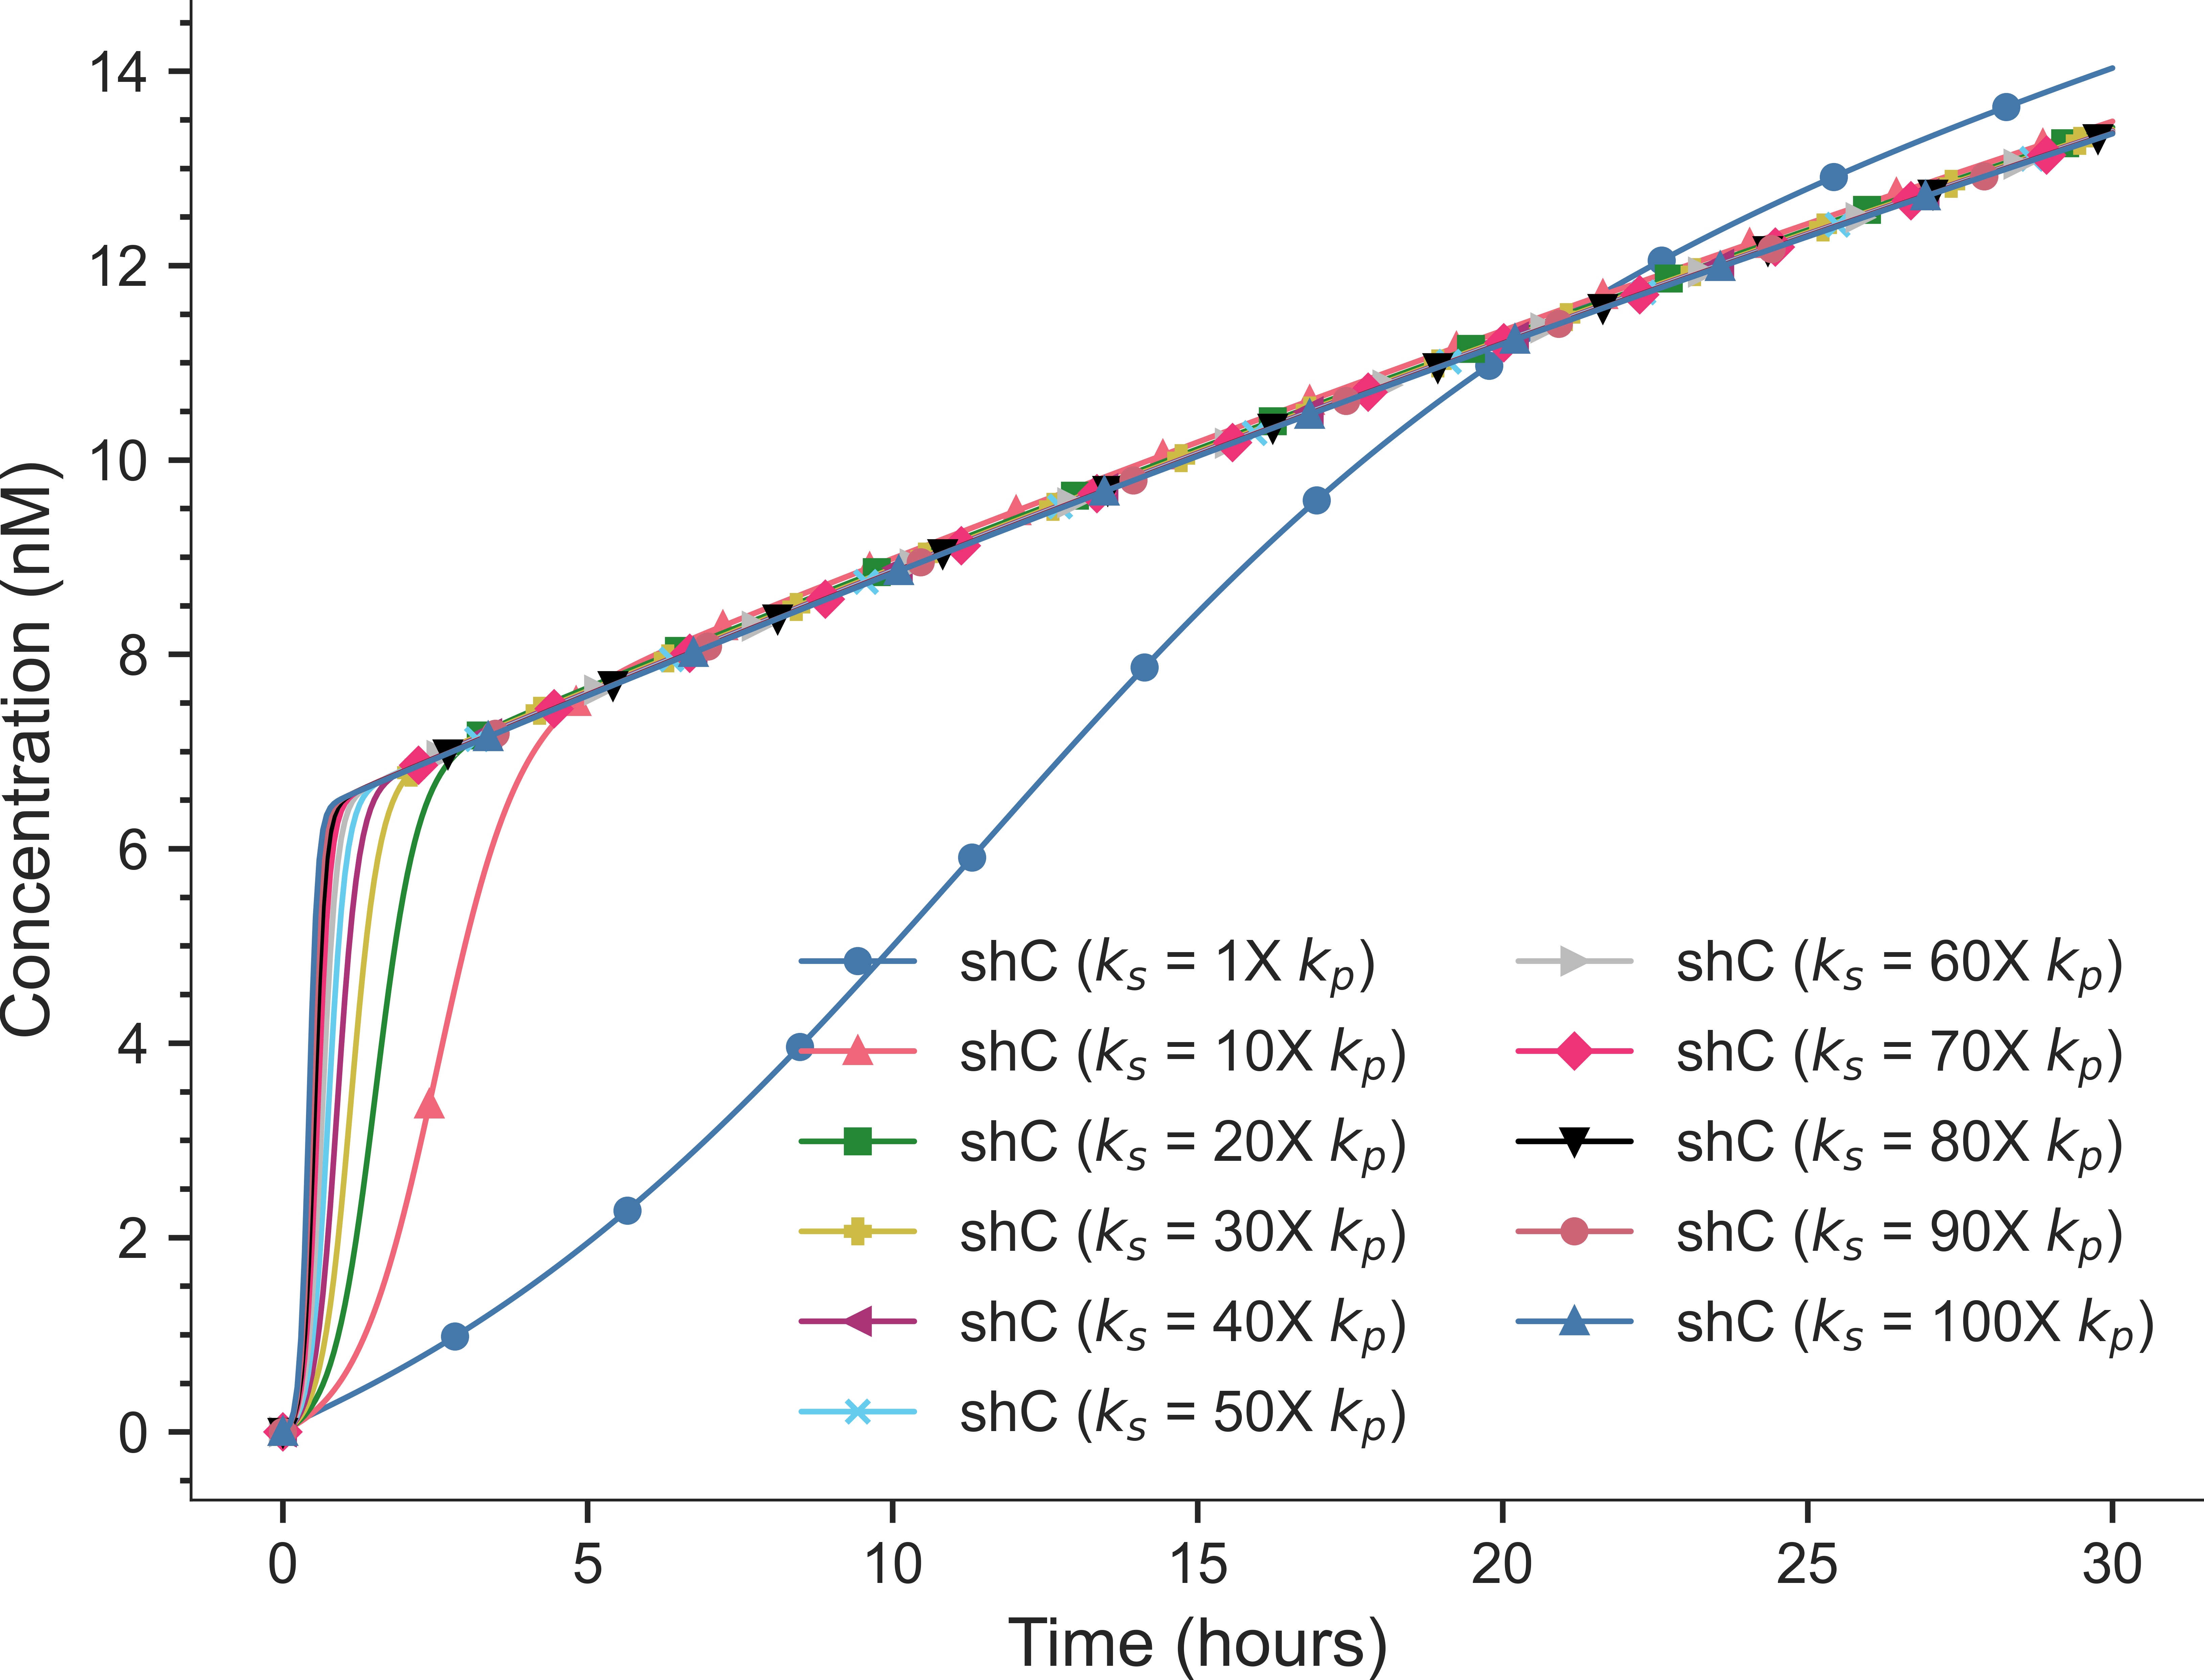 Concentration (nM)
14
12
10
8
6
4
2
0
shC (ks = 1X kp)
shC (ks = 10X kp)
shC (ks = 20X kp)
shC (ks = 30X kp)
shC (ks = 40X kp)
shC (ks = 50X kp)
shC (ks = 60X kp)
shC (ks = 70X kp)
shC (ks = 80X kp)
shC (ks = 90X kp)
shC (ks = 100X kp)
0 5 10 15 20 25 30
Time (hours)